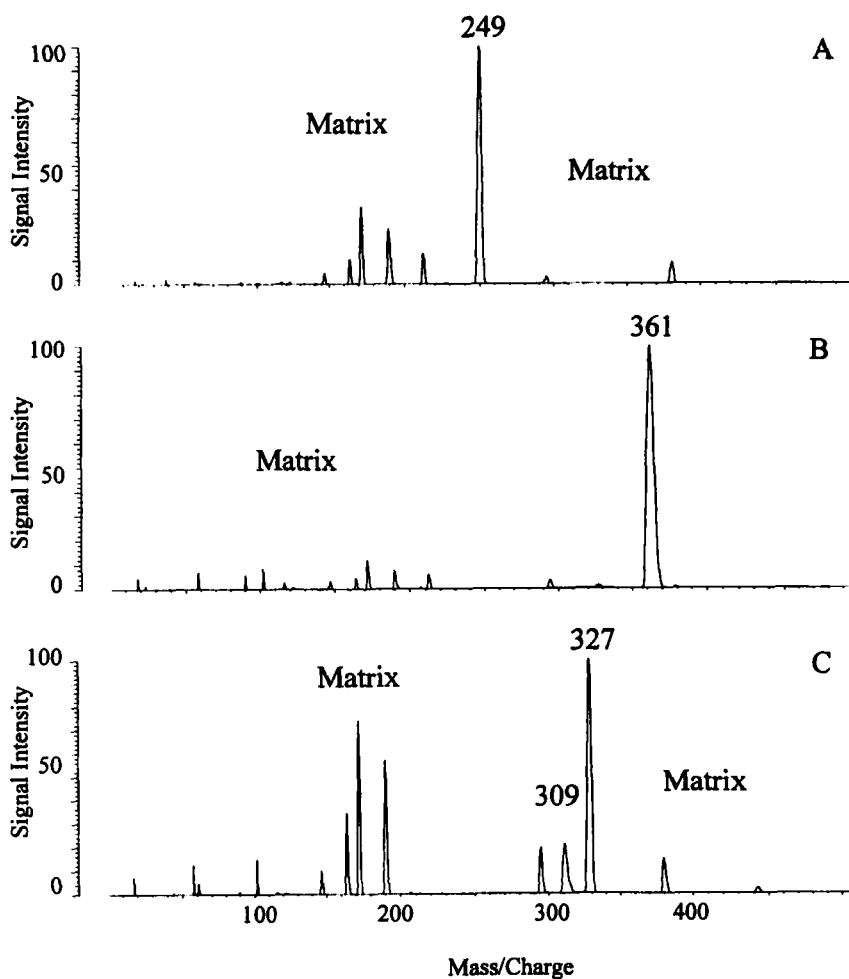 249
A
100
Matrix
Matrix
50
Signal Intensity
0
361
B
100
Matrix
50
Signal Intensity
0
327
C
100
Matrix
50
309
Matrix
Signal Intensity
0
100 200 300 400
Mass/Charge